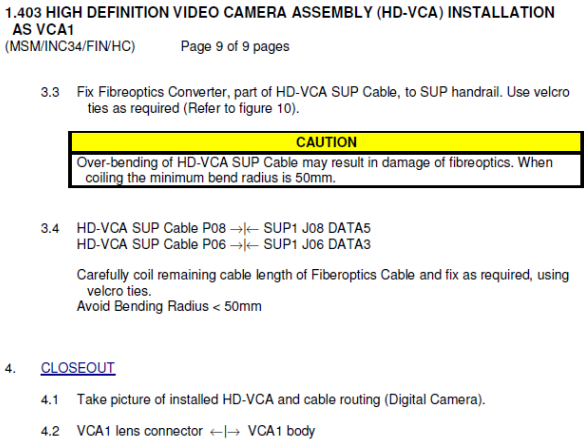 1.403 HIGH DEFINITION VIDEO CAMERA ASSEMBLY (HD-VCA) INSTALLATION
AS VCA1
(MSM/INC34/FIN/HC) Page 9 of 9 pages
3.3 Fix Fibreoptics Converter, part of HD-VCA SUP Cable, to SUP handrail. Use velcro
ties as required (Refer to figure 10).
CAUTION
Over-bending of HD-VCA SUP Cable may result in damage of fibreoptics. When
coiling the minimum bend radius is 50mm.
3.4 HD-VCA SUP Cable P08 →|← SUP1 J08 DATA5
HD-VCA SUP Cable P06 →|← SUP1 J06 DATA3
Carefully coil remaining cable length of Fiberoptics Cable and fix as required, using
velcro ties.
Avoid Bending Radius < 50mm
4. CLOSEOUT
4.1 Take picture of installed HD-VCA and cable routing (Digital Camera).
4.2 VCA1 lens connector ←|→ VCA1 body